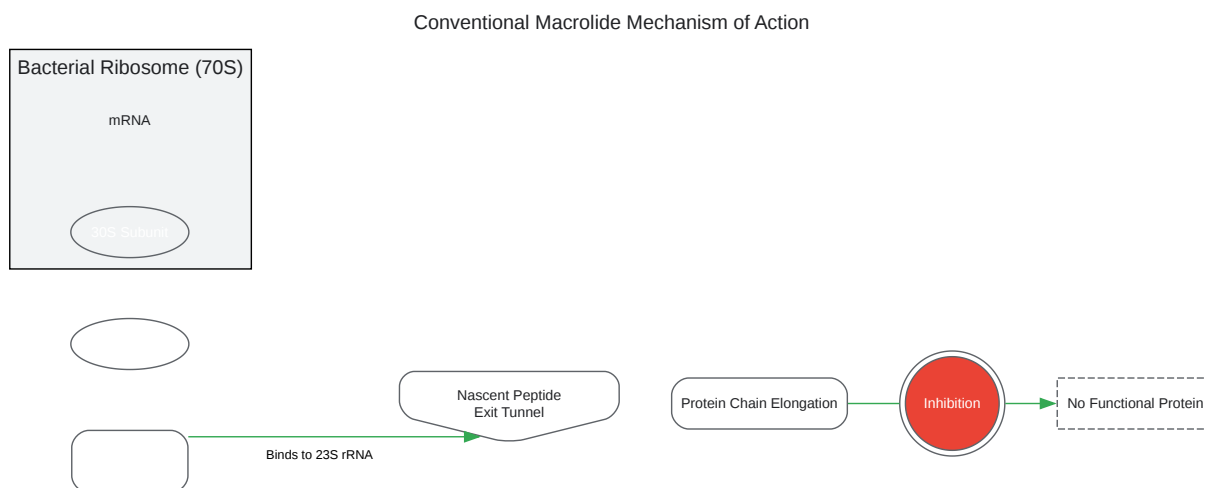 Conventional Macrolide Mechanism of Action
Bacterial Ribosome (70S)
mRNA
30S Subunit
Nascent Peptide
Exit Tunnel
Binds to 23S rRNA
Protein Chain Elongation
Inhibition
No Functional Protein